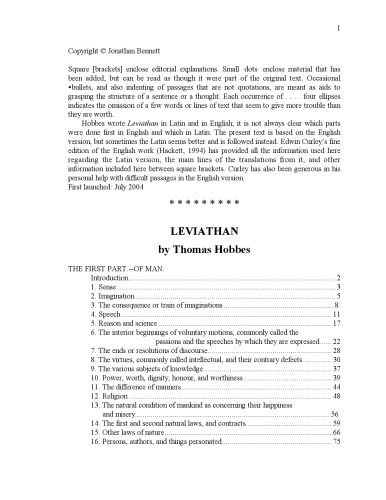 1
Copyright © Jonathan Bennett
Square [brackets] enclose editorial explanations. Small ·dots· enclose material that has
been added, but can be read as though it were part of the original text. Occasional
•bullets, and also indenting of passages that are not quotations, are meant as aids to
grasping the structure of a sentence or a thought. Each occurrence of . . . . four ellipses
indicates the omission of a few words or lines of text that seem to give more trouble than
they are worth.
Hobbes wrote Leviathan in Latin and in English; it is not always clear which parts
were done first in English and which in Latin. The present text is based on the English
version, but sometimes the Latin seems better and is followed instead. Edwin Curley's fine
edition of the English work (Hackett, 1994) has provided all the information used here
regarding the Latin version, the main lines of the translations from it, and other
information included here between square brackets. Curley has also been generous in his
personal help with difficult passages in the English version.
First launched: July 2004
* * * * * * * * *
LEVIATHAN
by Thomas Hobbes
THE FIRST PART.--OF MAN.
Introduction.......... 2
1. Sense .......... 3
2. Imagination.......... 5
3. The consequence or train of imaginations .......... 8
4. Speech.......... 11
5. Reason and science .......... 17
6. The interior beginnings of voluntary motions, commonly called the
passions and the speeches by which they are expressed...... 22
7. The ends or resolutions of discourse.......... 28
8. The virtues, commonly called intellectual, and their contrary defects.......... 30
9. The various subjects of knowledge.......... 37
10. Power, worth, dignity, honour, and worthiness.......... 39
11. The difference of manners .......... 44
12. Religion .......... 48
13. The natural condition of mankind as concerning their happiness
and misery.......... 56
14. The first and second natural laws, and contracts .......... 59
15. Other laws of nature.......... 66
16. Persons, authors, and things personated.......... 75